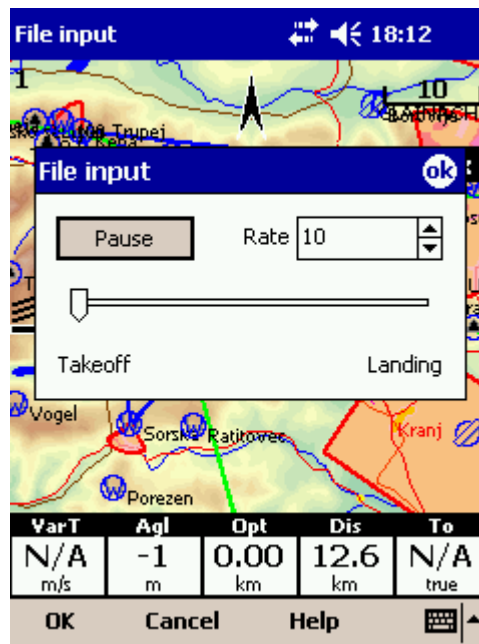 File input 18:12
1 10
Trupej
Kepa
File input ok
Pause Rate 10
Takeoff Landing
Vogel
Sorska Ratitovec Kranj
Porezen
VarT Agl Opt Dis To
N/A -1 0.00 12.6 N/A
m/s m km km true
OK Cancel Help